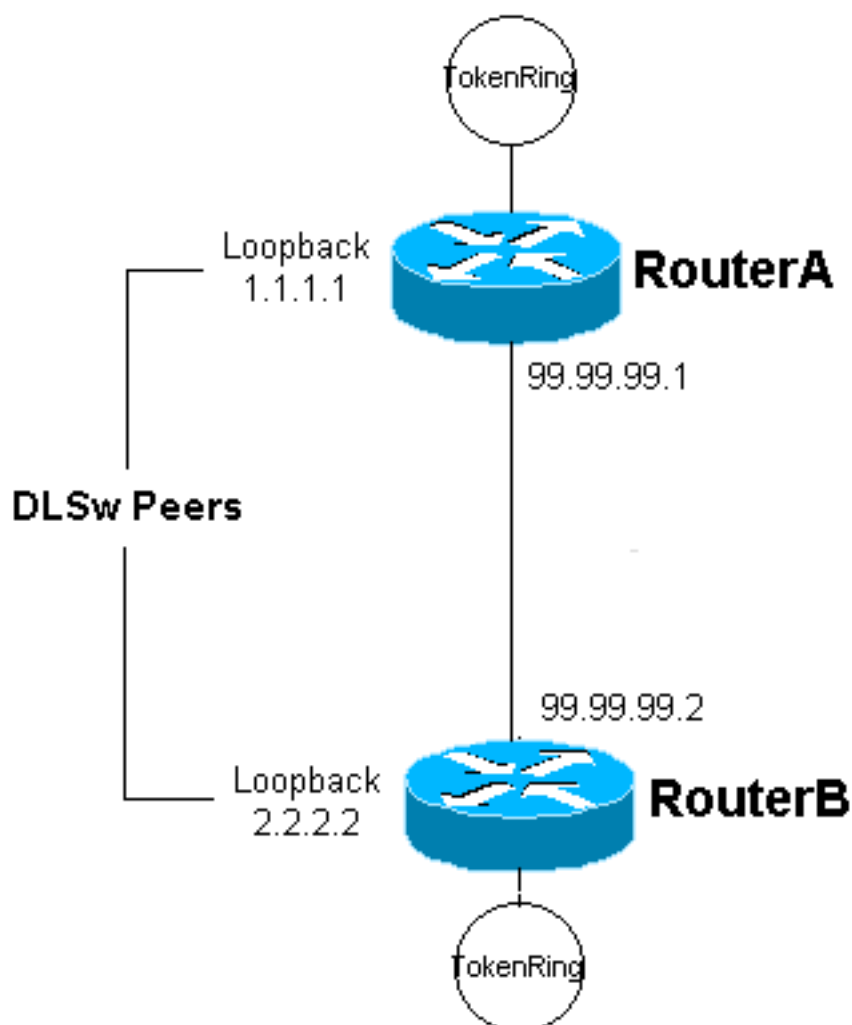 TokenRing
Loopback
1.1.1.1
RouterA
99.99.99.1
DLSw Peers
99.99.99.2
Loopback
2.2.2.2
RouterB
TokenRing